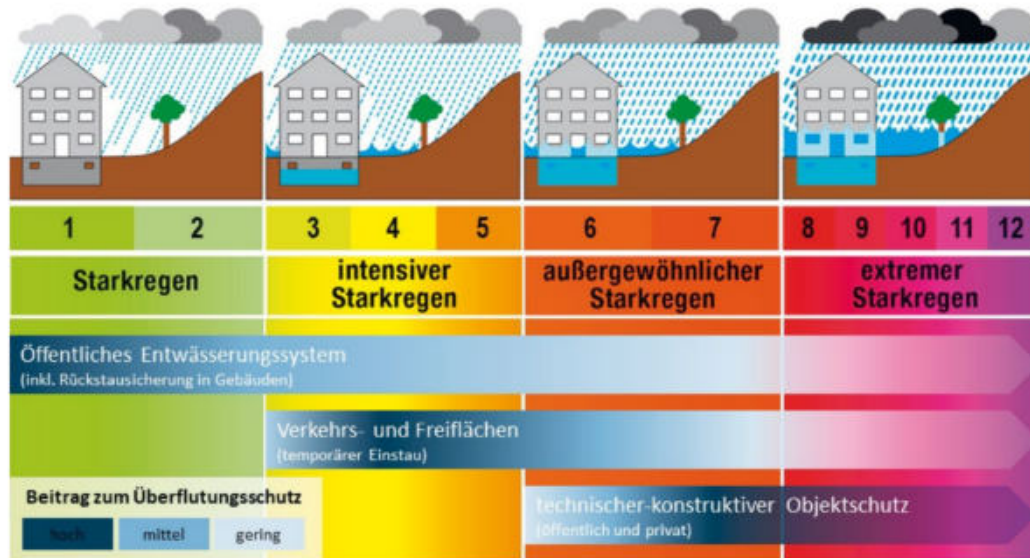 1 2 3 4 5 6 7 8 9 10 11 12
Starkregen
intensiver
Starkregen
außergewöhnlicher
Starkregen
extremer
Starkregen
Öffentliches Entwässerungssystem
(inkl. Rückstausicherung in Gebäuden)
Verkehrs- und Freiflächen
(temporärer Einstau)
technischer-konstruktiver Objektschutz
(öffentlich und privat)
Beitrag zum Überflutungsschutz
hoch mittel gering